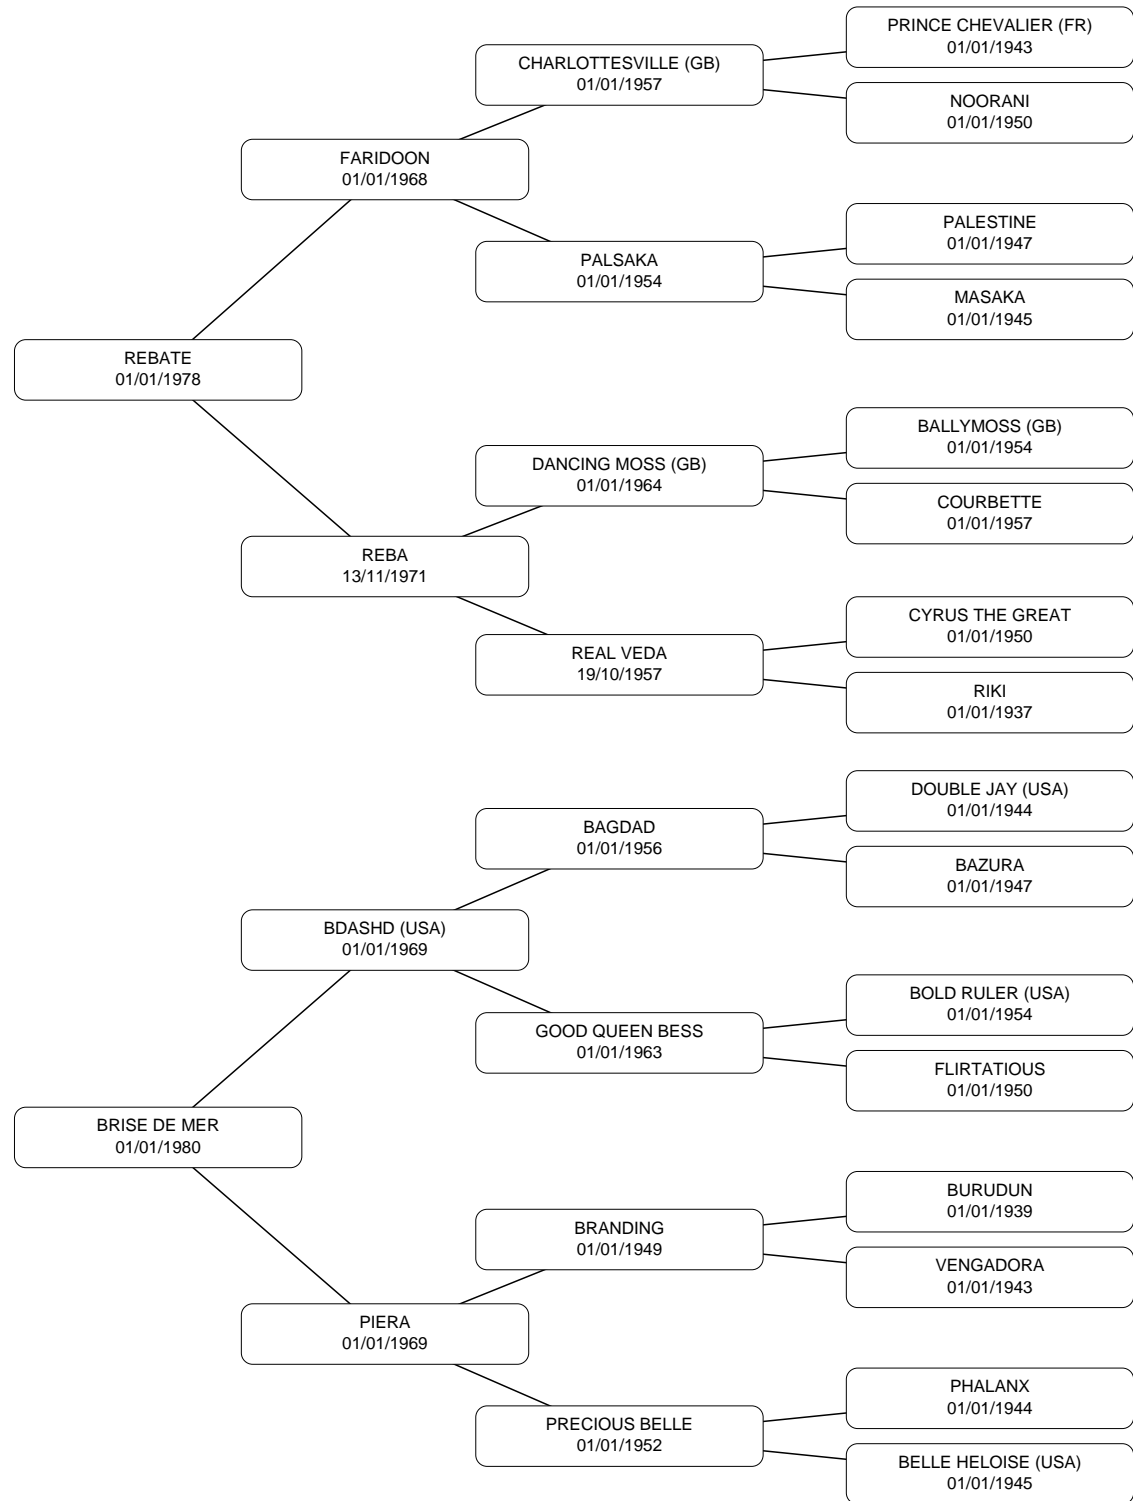 PRINCE CHEVALIER (FR)
01/01/1943
CHARLOTTESVILLE (GB)
01/01/1957
NOORANI
01/01/1950
FARIDOON
01/01/1968
PALESTINE
01/01/1947
PALSAKA
01/01/1954
MASAKA
01/01/1945
REBATE
01/01/1978
BALLYMOSS (GB)
01/01/1954
DANCING MOSS (GB)
01/01/1964
COURBETTE
01/01/1957
REBA
13/11/1971
CYRUS THE GREAT
01/01/1950
REAL VEDA
19/10/1957
RIKI
01/01/1937
DOUBLE JAY (USA)
01/01/1944
BAGDAD
01/01/1956
BAZURA
01/01/1947
BDASHD (USA)
01/01/1969
BOLD RULER (USA)
01/01/1954
GOOD QUEEN BESS
01/01/1963
FLIRTATIOUS
01/01/1950
BRISE DE MER
01/01/1980
BURUDUN
01/01/1939
BRANDING
01/01/1949
VENGADORA
01/01/1943
PIERA
01/01/1969
PHALANX
01/01/1944
PRECIOUS BELLE
01/01/1952
BELLE HELOISE (USA)
01/01/1945